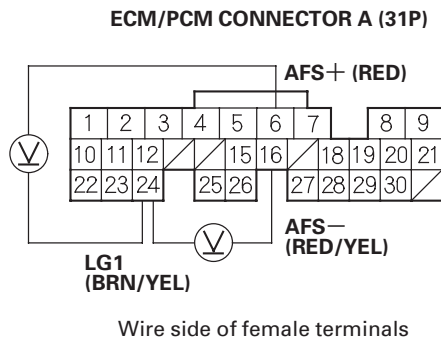 ECM/PCM CONNECTOR A (31P)
AFS＋ (RED)
1 2 3 4 5 6 7 8 9
10 11 12 15 16 18 19 20 21
22 23 24 25 26 27 28 29 30
V
V
AFS－
(RED/YEL)
LG1
(BRN/YEL)
Wire side of female terminals